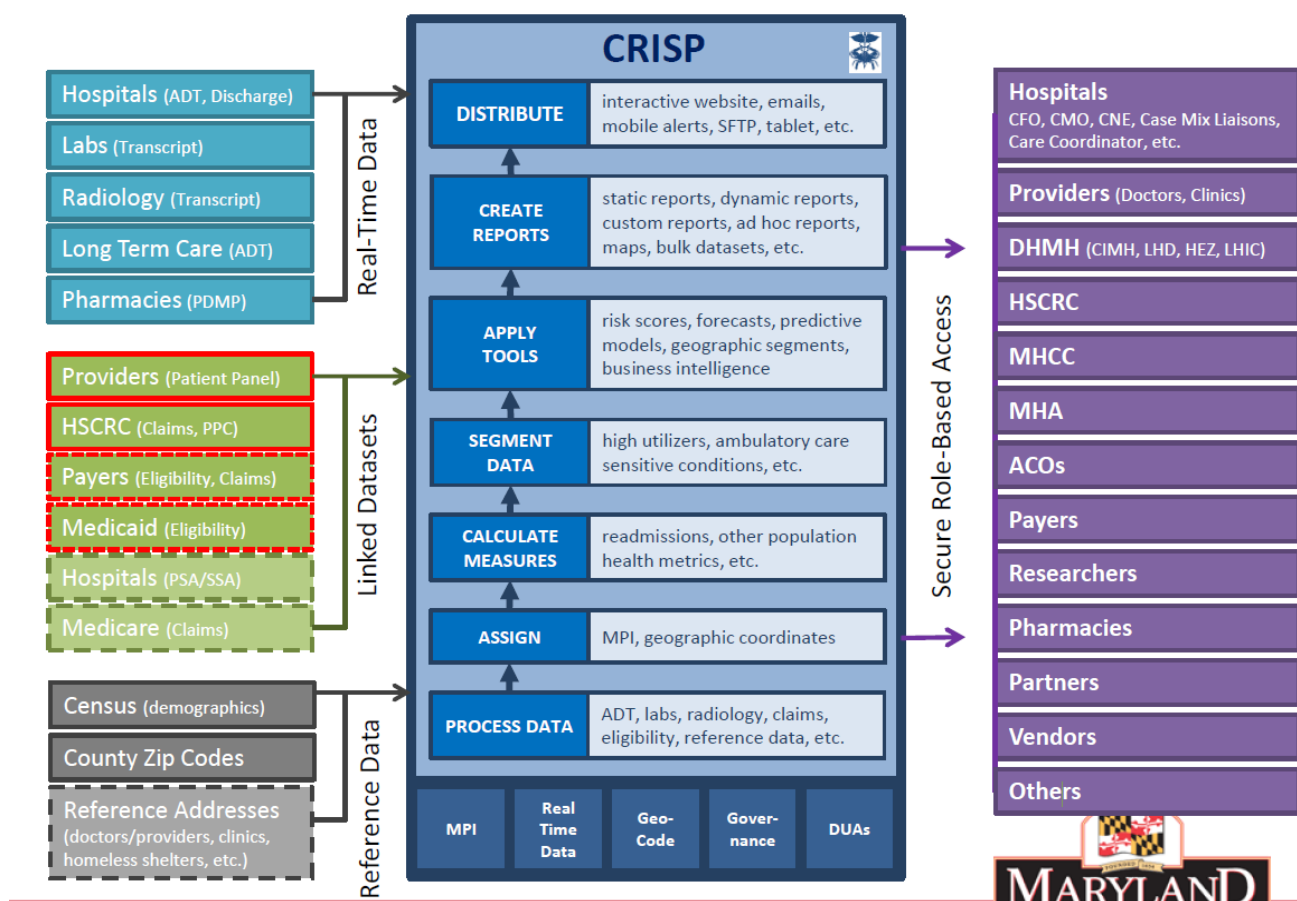 CRISP
Hospitals (ADT, Discharge)
Labs (Transcript)
Radiology (Transcript)
Long Term Care (ADT)
Pharmacies (PDMP)
Real-Time Data
Providers (Patient Panel)
HSCRC (Claims, PPC)
Payers (Eligibility, Claims)
Medicaid (Eligibility)
Hospitals (PSA/SSA)
Medicare (Claims)
Linked Datasets
Census (demographics)
County Zip Codes
Reference Addresses
(doctors/providers, clinics,
homeless shelters, etc.)
Reference Data
DISTRIBUTE
interactive website, emails,
mobile alerts, SFTP, tablet, etc.
CREATE
REPORTS
static reports, dynamic reports,
custom reports, ad hoc reports,
maps, bulk datasets, etc.
APPLY
TOOLS
risk scores, forecasts, predictive
models, geographic segments,
business intelligence
SEGMENT
DATA
high utilizers, ambulatory care
sensitive conditions, etc.
CALCULATE
MEASURES
readmissions, other population
health metrics, etc.
ASSIGN
MPI, geographic coordinates
PROCESS DATA
ADT, labs, radiology, claims,
eligibility, reference data, etc.
MPI
Real
Time
Data
Geo-
Code
Gover-
nance
DUAs
Secure Role-Based Access
Hospitals
CFO, CMO, CNE, Case Mix Liaisons,
Care Coordinator, etc.
Providers (Doctors, Clinics)
DHMH (CIMH, LHD, HEZ, LHIC)
HSCRC
MHCC
MHA
ACOs
Payers
Researchers
Pharmacies
Partners
Vendors
Others
MARYLAND